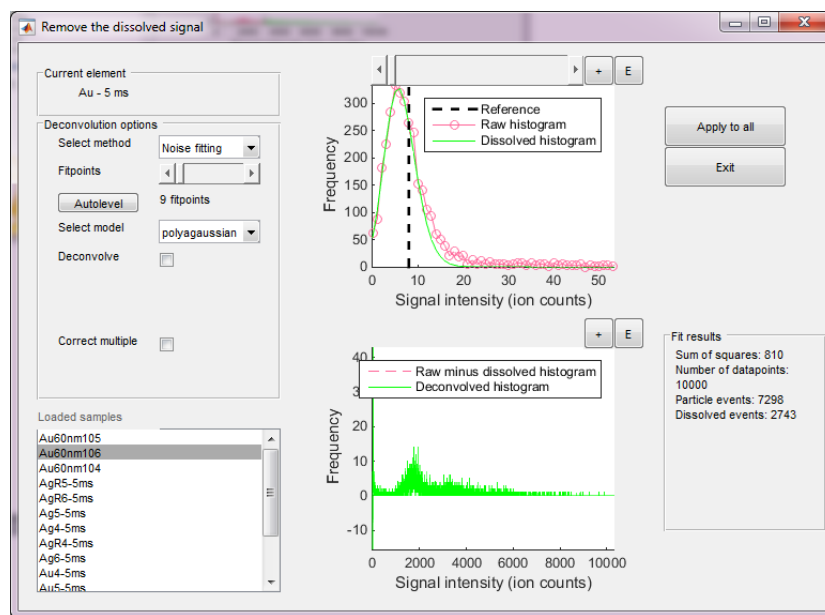 Remove the dissolved signal
Current element
Au - 5 ms
Deconvolution options
Select method
Noise fitting
Fitpoints
Autolevel
9 fitpoints
Select model
polyagaussian
Deconvolve
Correct multiple
Loaded samples
Au60nm105
Au60nm106
Au60nm104
AgR5-5ms
AgR6-5ms
Ag5-5ms
Ag4-5ms
AgR4-5ms
Ag6-5ms
Au4-5ms
Au5-5ms
+
E
300
250
200
150
100
50
0
Frequency
Reference
Raw histogram
Dissolved histogram
0
10
20
30
40
50
Signal intensity (ion counts)
+
E
40
30
20
10
0
-10
Frequency
Raw minus dissolved histogram
Deconvolved histogram
0
2000
4000
6000
8000
10000
Signal intensity (ion counts)
Apply to all
Exit
Fit results
Sum of squares: 810
Number of datapoints:
10000
Particle events: 7298
Dissolved events: 2743